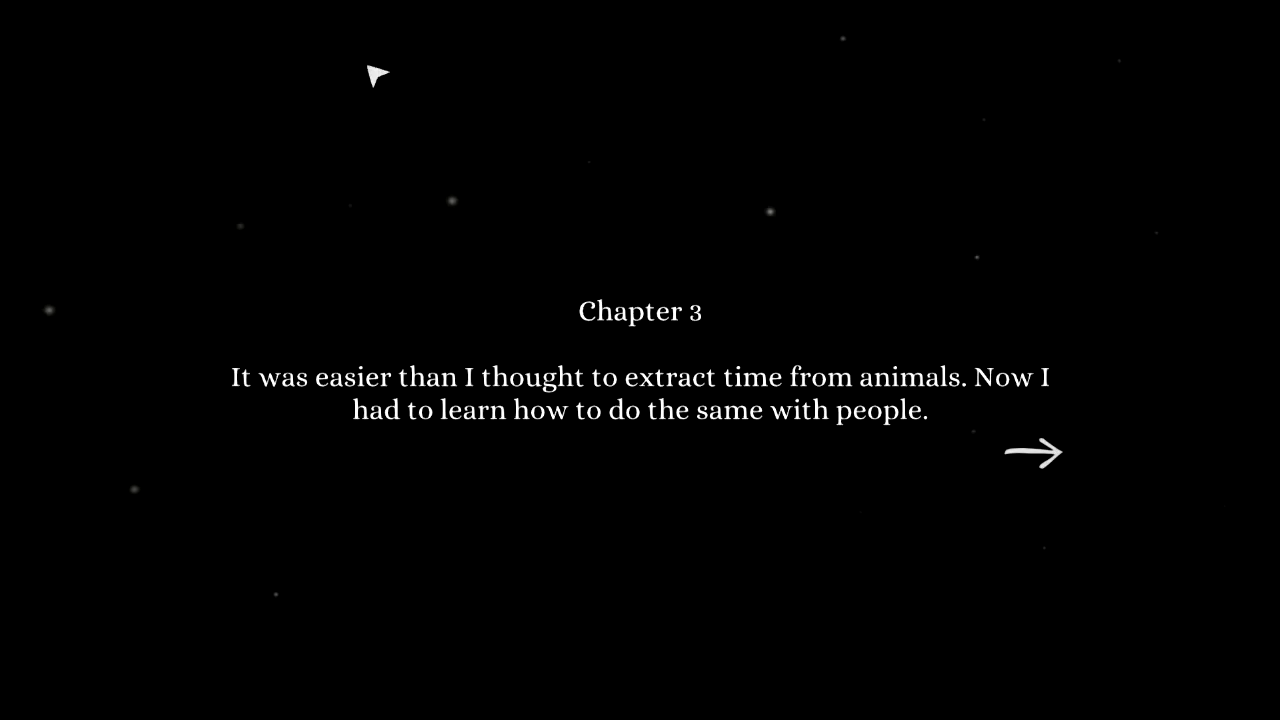 Chapter 3
It was easier than I thought to extract time from animals. Now I
had to learn how to do the same with people.